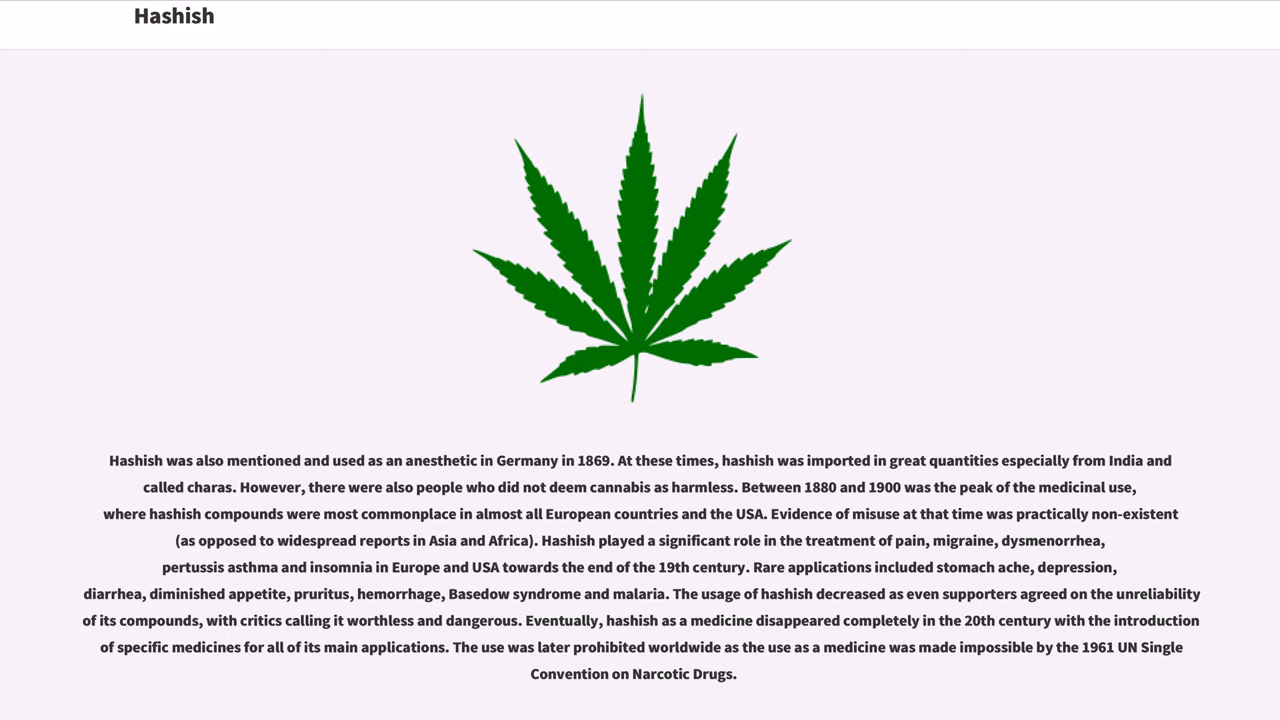 Hashish
Hashish was also mentioned and used as an anesthetic in Germany in 1869. At these times, hashish was imported in great quantities especially from India and
called charas. However, there were also people who did not deem cannabis as harmless. Between 1880 and 1900 was the peak of the medicinal use,
where hashish compounds were most commonplace in almost all European countries and the USA. Evidence of misuse at that time was practically non-existent
(as opposed to widespread reports in Asia and Africa). Hashish played a significant role in the treatment of pain, migraine, dysmenorrhea,
pertussis asthma and insomnia in Europe and USA towards the end of the 19th century. Rare applications included stomach ache, depression,
diarrhea, diminished appetite, pruritus, hemorrhage, Basedow syndrome and malaria. The usage of hashish decreased as even supporters agreed on the unreliability
of its compounds, with critics calling it worthless and dangerous. Eventually, hashish as a medicine disappeared completely in the 20th century with the introduction
of specific medicines for all of its main applications. The use was later prohibited worldwide as the use as a medicine was made impossible by the 1961 UN Single
Convention on Narcotic Drugs.